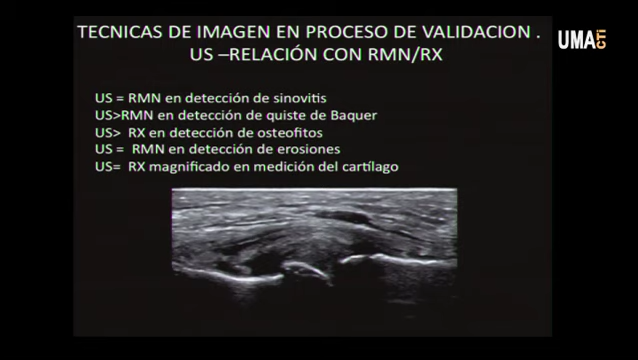 TECNICAS DE IMAGEN EN PROCESO DE VALIDACION .
US –RELACIÓN CON RMN/RX
UMA CTI
US = RMN en detección de sinovitis
US>RMN en detección de quiste de Baquer
US> RX en detección de osteofitos
US = RMN en detección de erosiones
US= RX magnificado en medición del cartílago